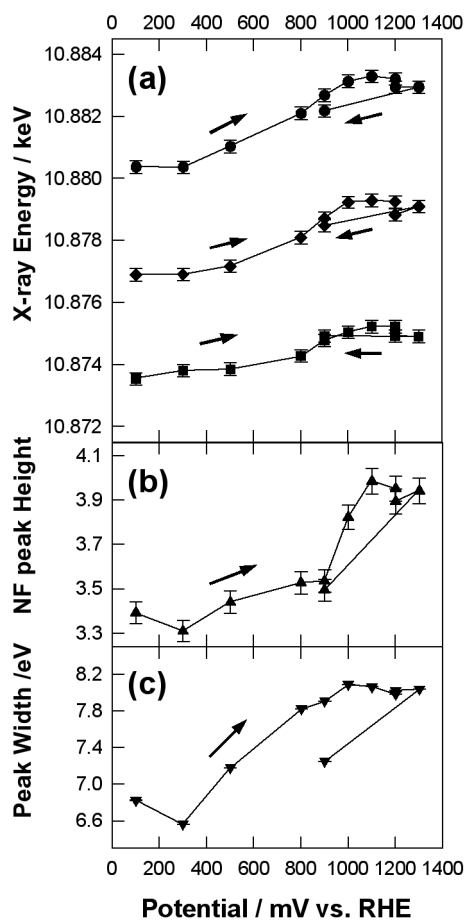 0 200 400 600 800 1000 1200 1400
10.884
10.882
10.880
10.878
10.876
10.874
10.872
X-ray Energy / keV
(a)
4.1
3.9
3.7
3.5
3.3
NF peak Height
(b)
8.2
7.8
7.4
7.0
6.6
Peak Width /eV
(c)
0 200 400 600 800 1000 1200 1400
Potential / mV vs. RHE